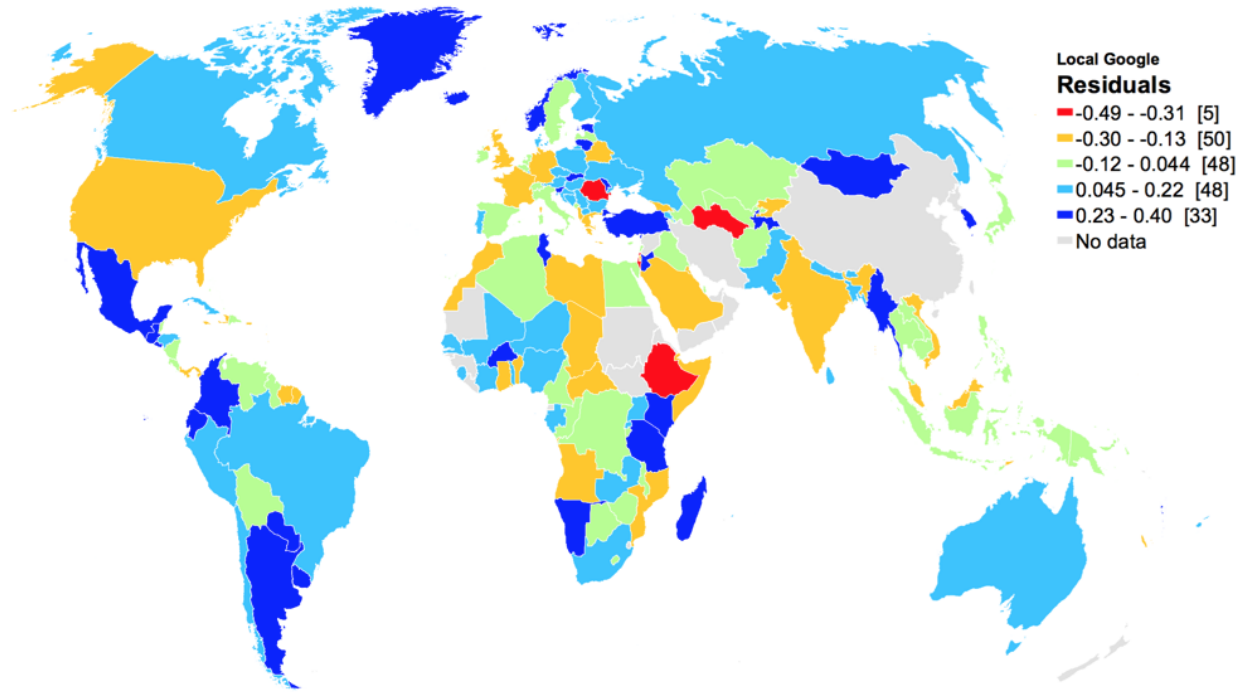 Local Google
Residuals
-0.49 - -0.31 [5]
-0.30 - -0.13 [50]
-0.12 - 0.044 [48]
0.045 - 0.22 [48]
0.23 - 0.40 [33]
No data